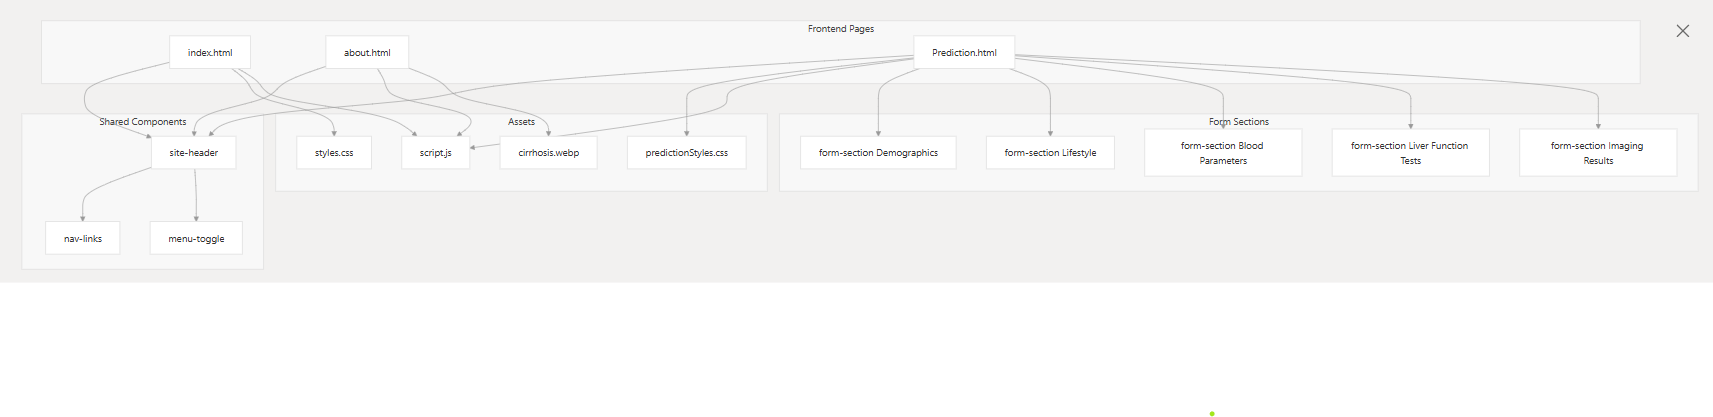 Frontend Pages
index.html
about.html
Prediction.html
Shared Components
Assets
Form Sections
site-header
styles.css
script.js
cirrhosis.webp
predictionStyles.css
form-section Demographics
form-section Lifestyle
form-section Blood
Parameters
form-section Liver Function
Tests
form-section Imaging
Results
nav-links
menu-toggle